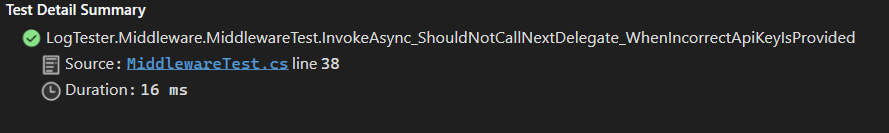 Test Detail Summary
LogTester.Middleware.MiddlewareTest.InvokeAsync_ShouldNotCallNextDelegate_WhenIncorrectApiKeyIsProvided
Source: MiddlewareTest.cs line 38
Duration: 16 ms